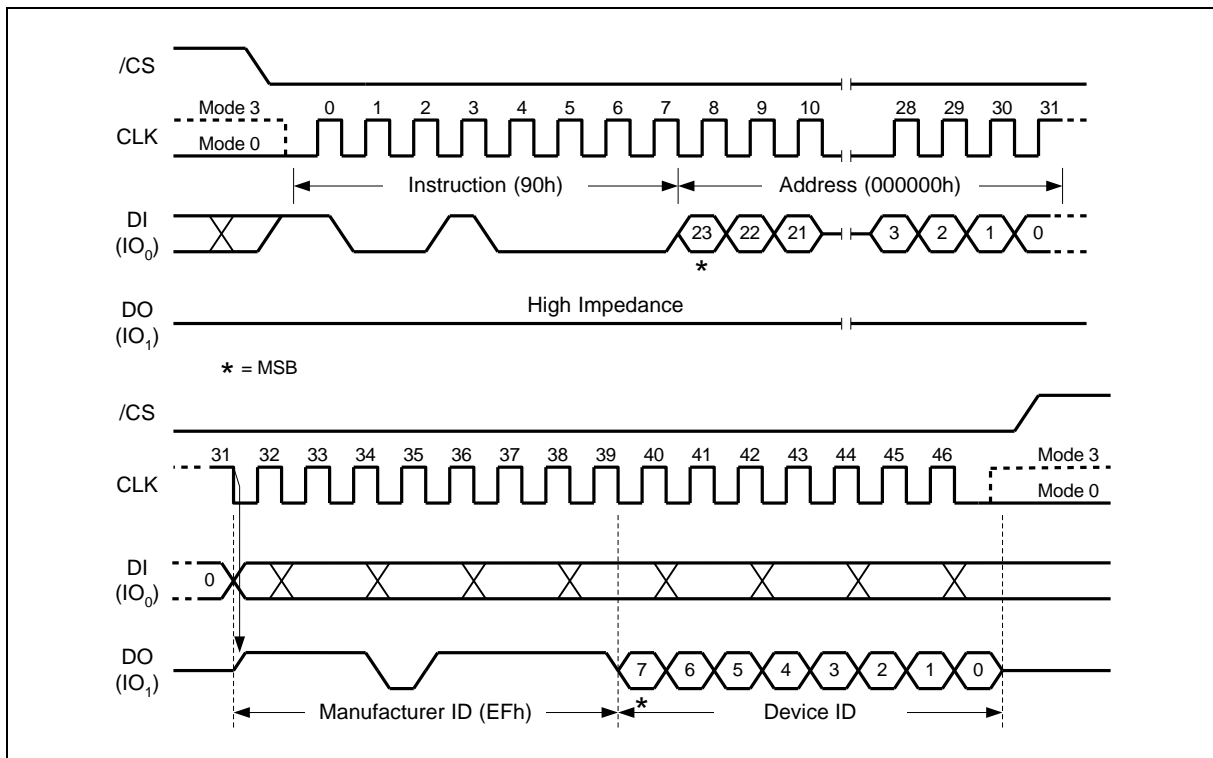 /CS
Mode 3 0 1 2 3 4 5 6 7 8 9 10 28 29 30 31
CLK
Mode 0
Instruction (90h) Address (000000h)
DI
(IO₀)
23 22 21 3 2 1 0
*
High Impedance
DO
(IO₁)
* = MSB
/CS
31 32 33 34 35 36 37 38 39 40 41 42 43 44 45 46 Mode 3
CLK
Mode 0
DI
(IO₀)
0
DO
(IO₁)
7 6 5 4 3 2 1 0
*
Manufacturer ID (EFh) Device ID